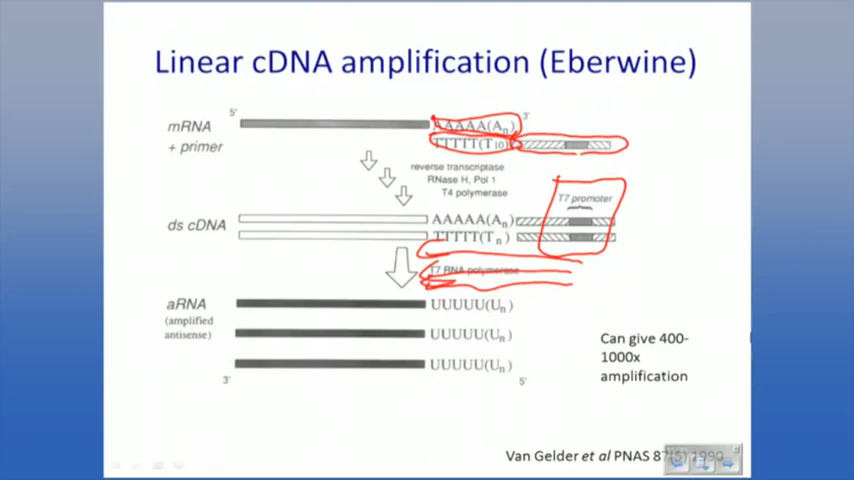 Linear cDNA amplification (Eberwine)
5'
mRNA
+ primer
AAAAA(An)
3'
TTTTT(T10)
reverse transcriptase
RNase H, Pol 1
T4 polymerase
T7 promoter
ds cDNA
AAAAA(An)
TTTTT(Tn)
T7 RNA polymerase
aRNA
(amplified
antisense)
UUUUU(Un)
UUUUU(Un)
UUUUU(Un)
3'
5'
Can give 400-
1000x
amplification
Van Gelder et al PNAS 87(5) 1990